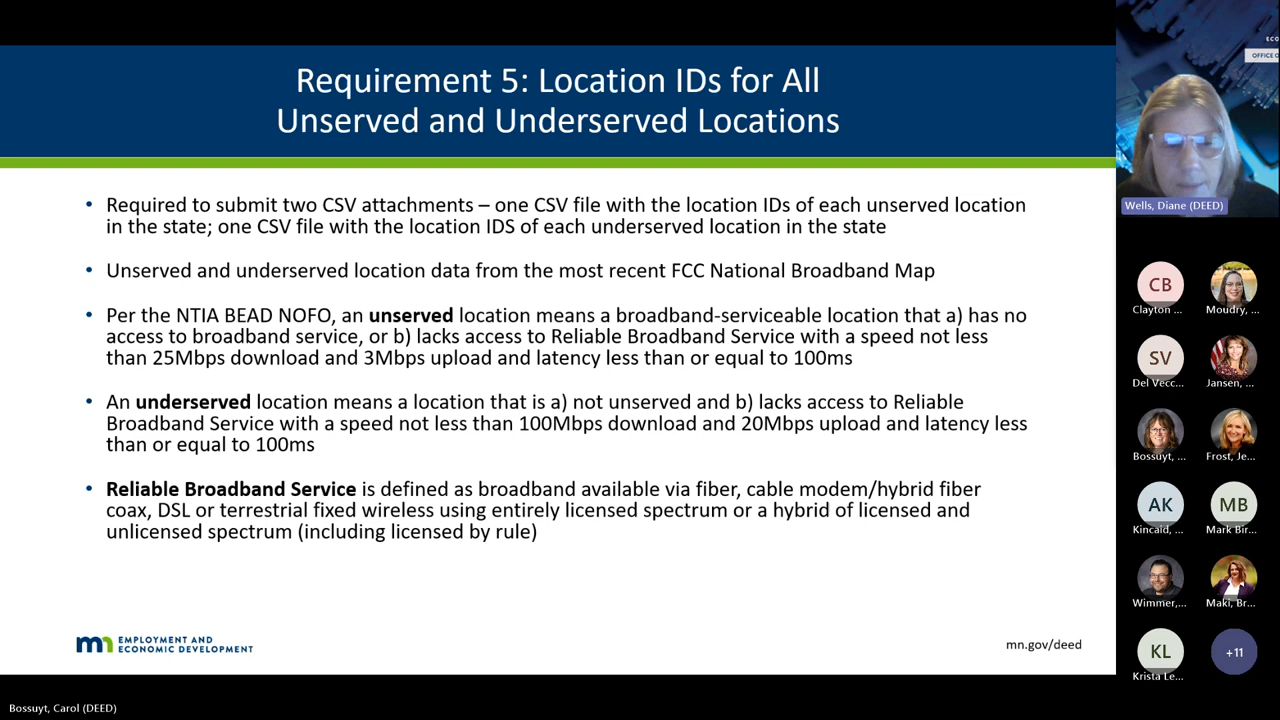 Requirement 5: Location IDs for All
Unserved and Underserved Locations
• Required to submit two CSV attachments – one CSV file with the location IDs of each unserved location
in the state; one CSV file with the location IDS of each underserved location in the state
• Unserved and underserved location data from the most recent FCC National Broadband Map
• Per the NTIA BEAD NOFO, an unserved location means a broadband-serviceable location that a) has no
access to broadband service, or b) lacks access to Reliable Broadband Service with a speed not less
than 25Mbps download and 3Mbps upload and latency less than or equal to 100ms
• An underserved location means a location that is a) not unserved and b) lacks access to Reliable
Broadband Service with a speed not less than 100Mbps download and 20Mbps upload and latency less
than or equal to 100ms
• Reliable Broadband Service is defined as broadband available via fiber, cable modem/hybrid fiber
coax, DSL or terrestrial fixed wireless using entirely licensed spectrum or a hybrid of licensed and
unlicensed spectrum (including licensed by rule)
mn EMPLOYMENT AND
ECONOMIC DEVELOPMENT
mn.gov/deed
Bossuyt, Carol (DEED)
ECO
OFFICE O
Wells, Diane (DEED)
CB
Clayton ...
Moudry, ...
SV
Del Vecc...
Jansen, ...
Bossuyt, ...
Frost, Je...
AK
Kincaid, ...
MB
Mark Bir...
Wimmer,...
Maki, Br...
KL
Krista Le...
+11